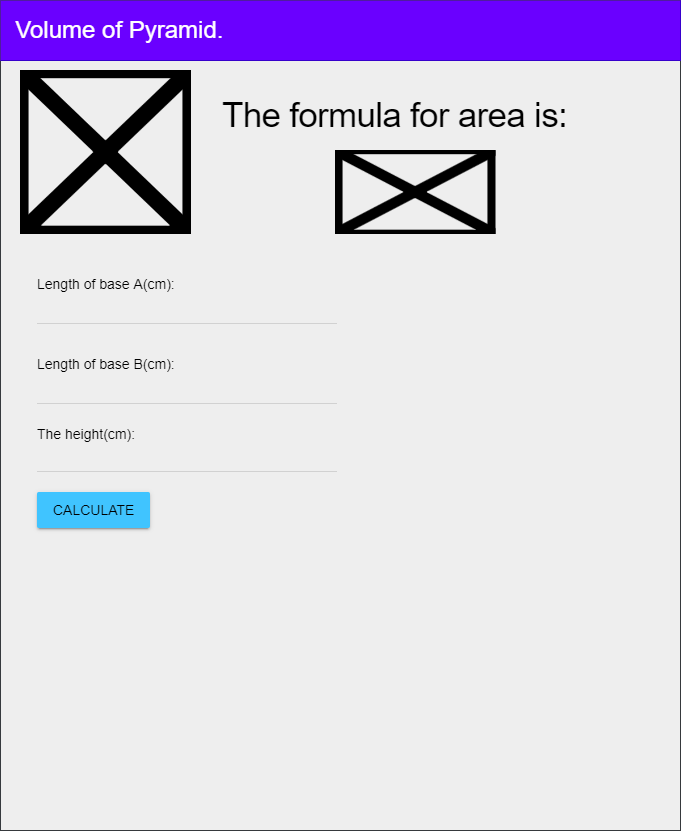 Volume of Pyramid.
The formula for area is:
Length of base A(cm):
Length of base B(cm):
The height(cm):
CALCULATE